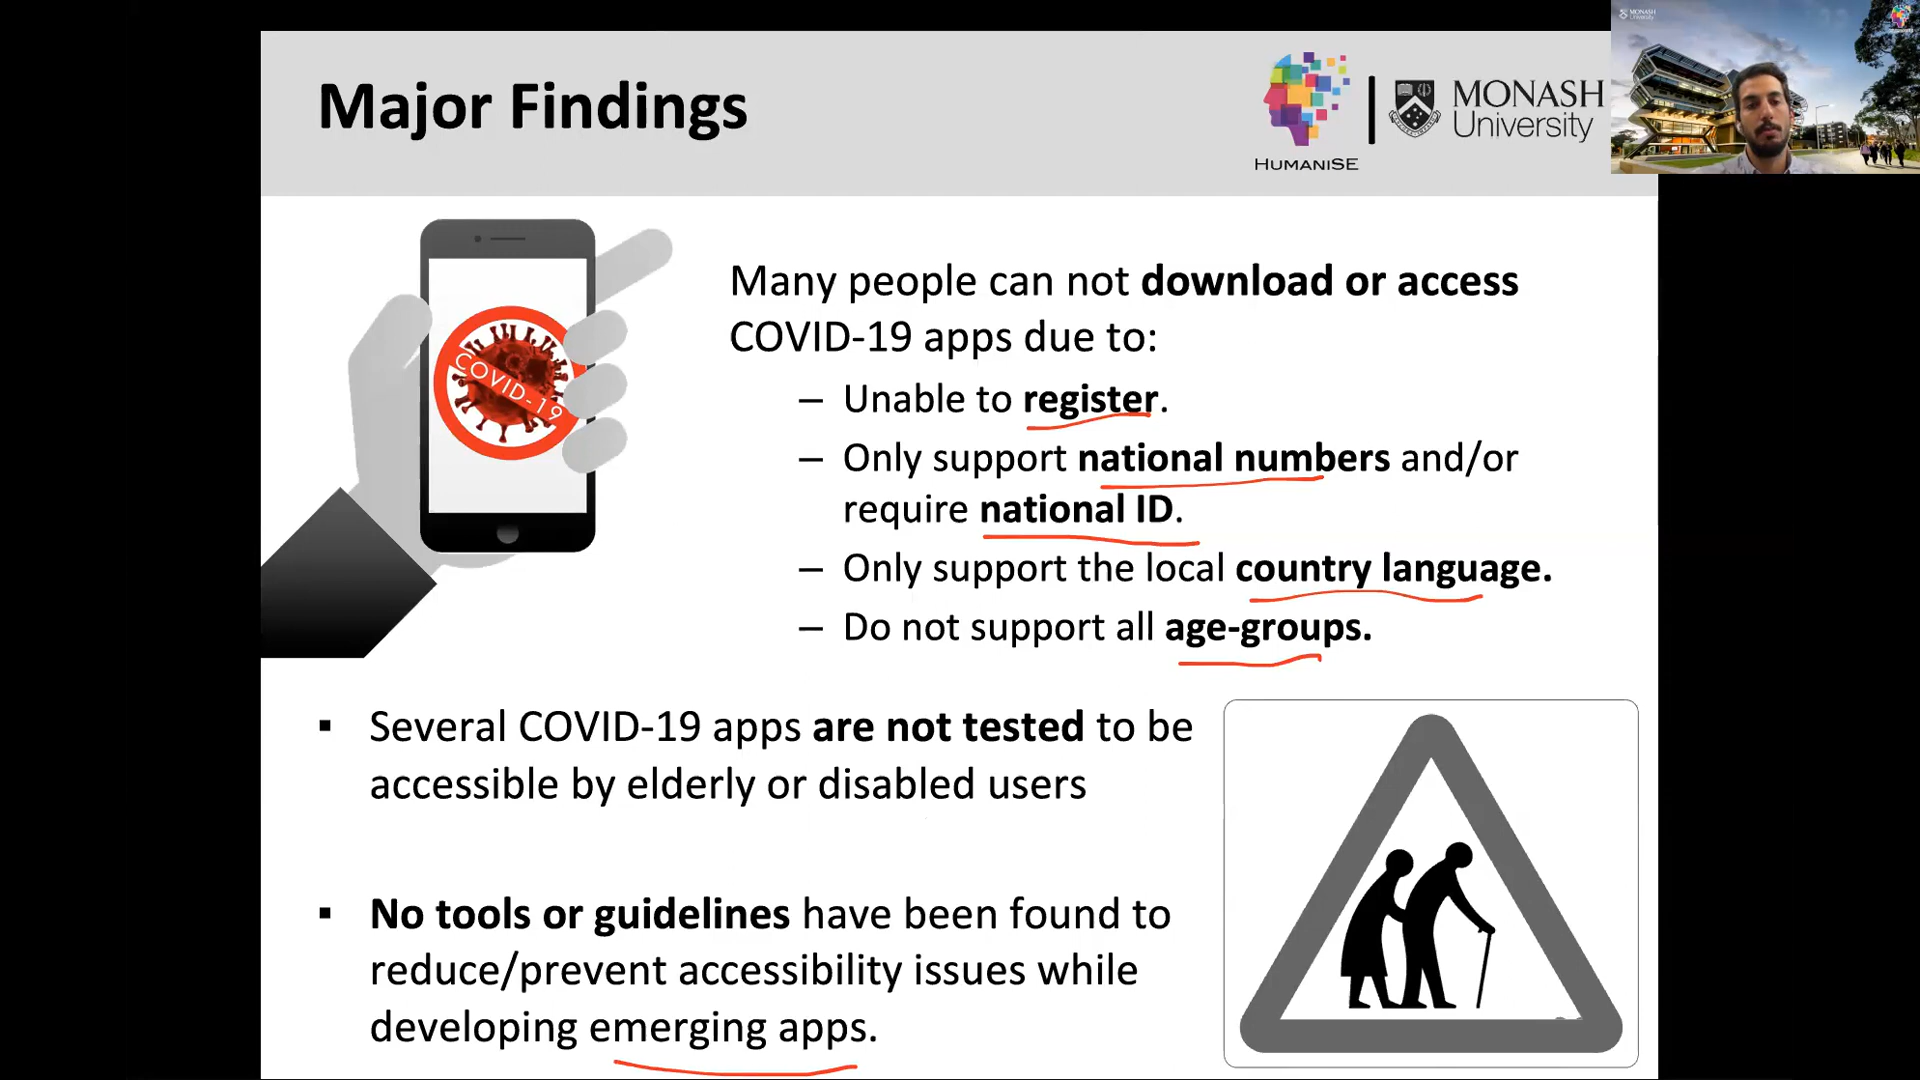 Major Findings
HUMANISE
MONASH
University
MONASH
University
COVID-19
Many people can not download or access
COVID-19 apps due to:
– Unable to register.
– Only support national numbers and/or
require national ID.
– Only support the local country language.
– Do not support all age-groups.
▪ Several COVID-19 apps are not tested to be
accessible by elderly or disabled users
▪ No tools or guidelines have been found to
reduce/prevent accessibility issues while
developing emerging apps.